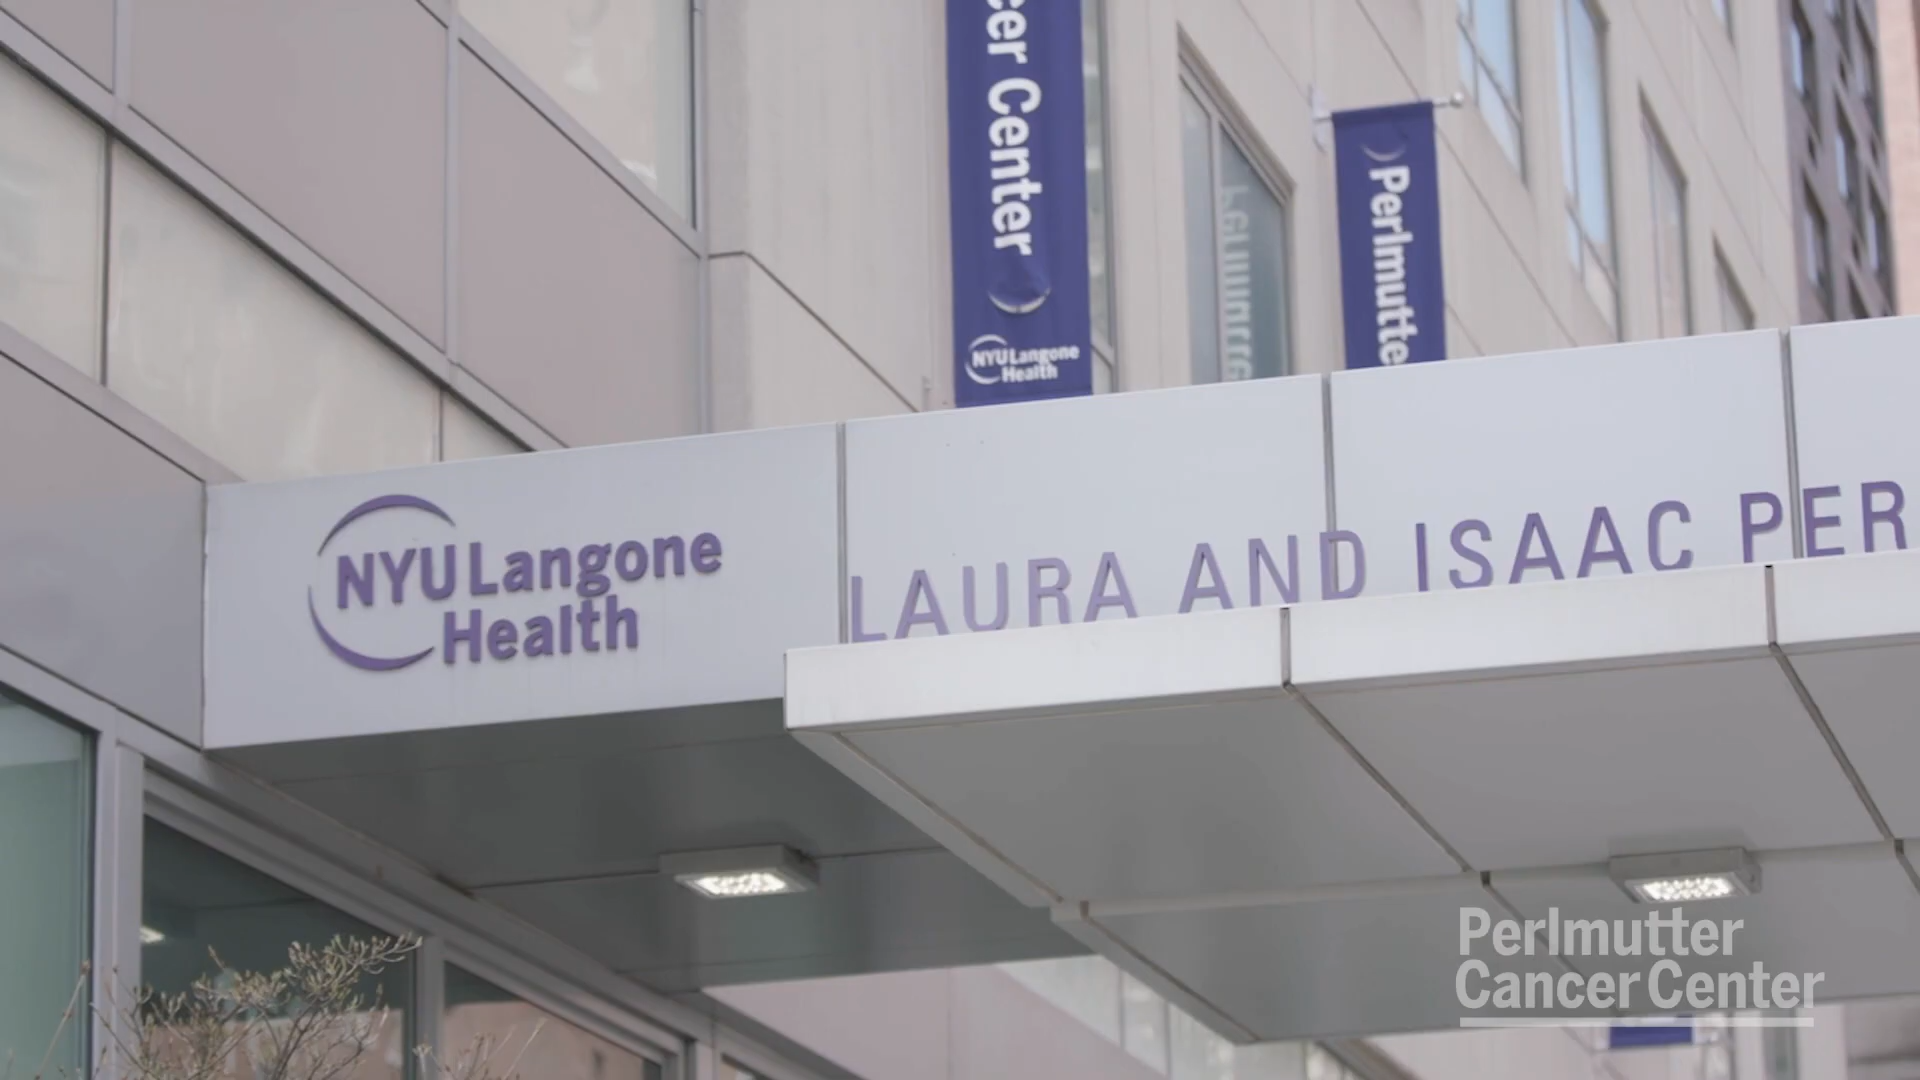 cer Center
NYU Langone
Health
Perlmutte
NYU Langone
Health
LAURA AND ISAAC PER
Perlmutter
Cancer Center